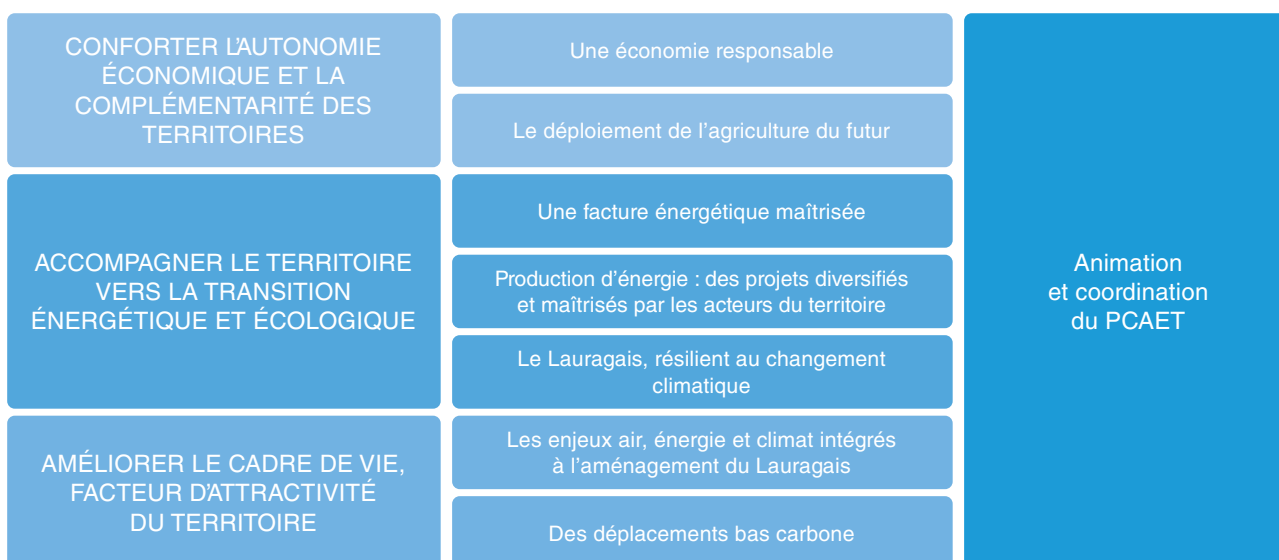 CONFORTER L'AUTONOMIE
ÉCONOMIQUE ET LA
COMPLÉMENTARITÉ DES
TERRITOIRES
Une économie responsable
Le déploiement de l'agriculture du futur
ACCOMPAGNER LE TERRITOIRE
VERS LA TRANSITION
ÉNERGÉTIQUE ET ÉCOLOGIQUE
Une facture énergétique maîtrisée
Production d'énergie : des projets diversifiés
et maîtrisés par les acteurs du territoire
Le Lauragais, résilient au changement
climatique
AMÉLIORER LE CADRE DE VIE,
FACTEUR D'ATTRACTIVITÉ
DU TERRITOIRE
Les enjeux air, énergie et climat intégrés
à l'aménagement du Lauragais
Des déplacements bas carbone
Animation
et coordination
du PCAET